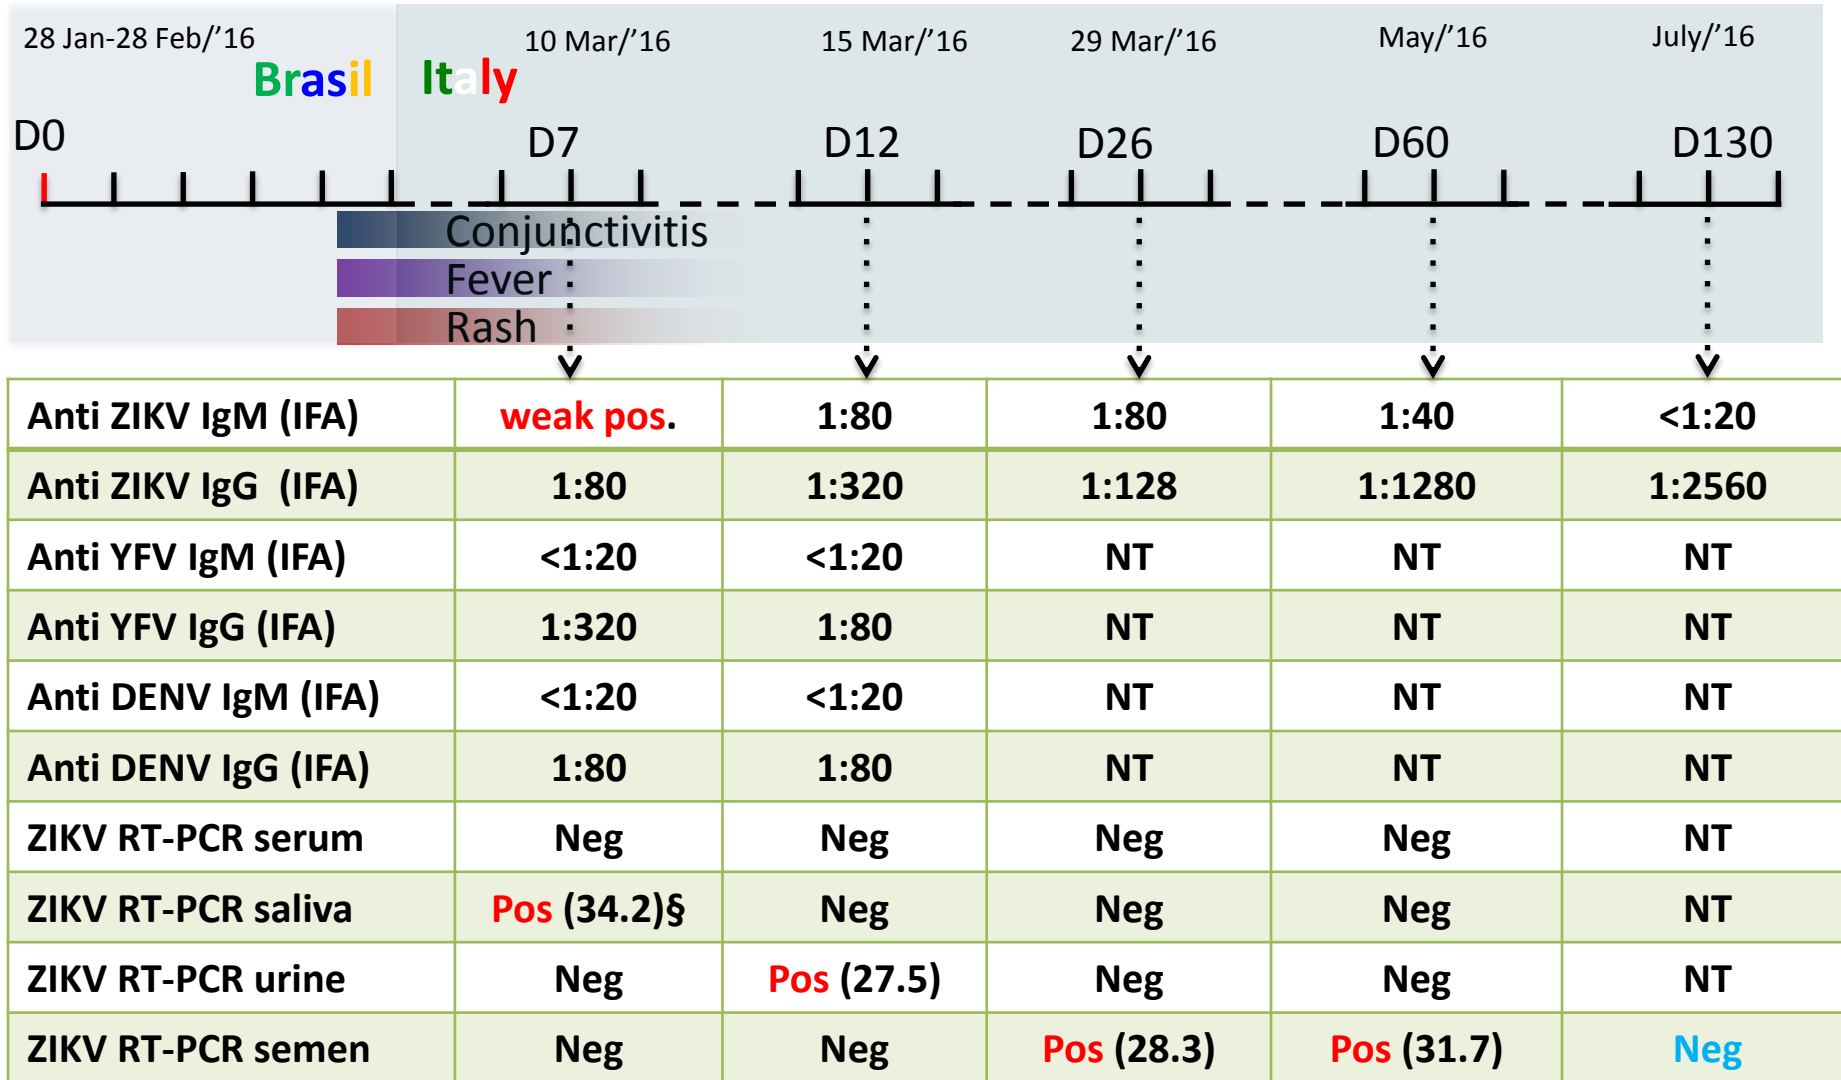 28 Jan-28 Feb/'16 10 Mar/'16 15 Mar/'16 29 Mar/'16 May/'16 July/'16
Brasil Italy
D0 D7 D12 D26 D60 D130
Conjunctivitis
Fever
Rash
Anti ZIKV IgM (IFA) weak pos. 1:80 1:80 1:40 <1:20
Anti ZIKV IgG (IFA) 1:80 1:320 1:128 1:1280 1:2560
Anti YFV IgM (IFA) <1:20 <1:20 NT NT NT
Anti YFV IgG (IFA) 1:320 1:80 NT NT NT
Anti DENV IgM (IFA) <1:20 <1:20 NT NT NT
Anti DENV IgG (IFA) 1:80 1:80 NT NT NT
ZIKV RT-PCR serum Neg Neg Neg Neg NT
ZIKV RT-PCR saliva Pos (34.2)§ Neg Neg Neg NT
ZIKV RT-PCR urine Neg Pos (27.5) Neg Neg NT
ZIKV RT-PCR semen Neg Neg Pos (28.3) Pos (31.7) Neg